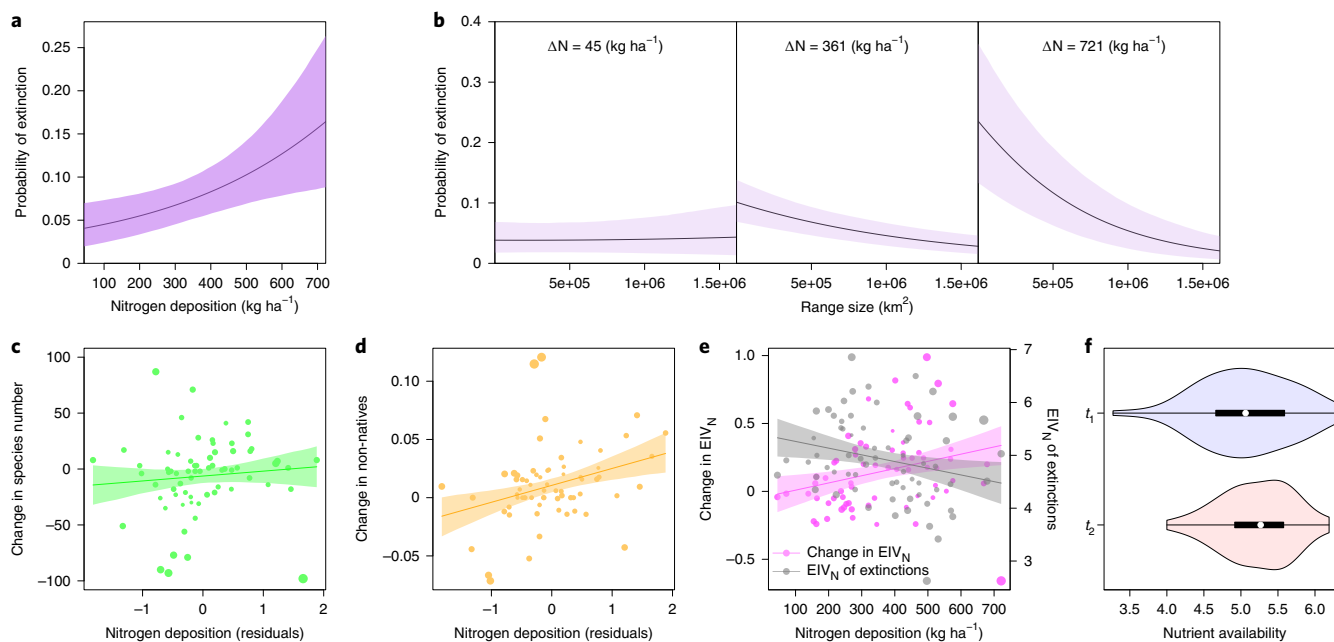 a
0.25
0.20
0.15
0.10
0.05
0
Probability of extinction
100 200 300 400 500 600 700
Nitrogen deposition (kg ha−1)
b
0.4
0.3
0.2
0.1
0
Probability of extinction
ΔN = 45 (kg ha−1)
ΔN = 361 (kg ha−1)
ΔN = 721 (kg ha−1)
5e+05 1e+06 1.5e+06
5e+05 1e+06 1.5e+06
5e+05 1e+06 1.5e+06
Range size (km2)
c
100
50
0
−50
−100
Change in species number
−1 0 1 2
Nitrogen deposition (residuals)
d
0.10
0.05
0
−0.05
Change in non-natives
−1 0 1 2
Nitrogen deposition (residuals)
e
1.0
0.5
0
−0.5
Change in EIVN
7
6
5
4
3
EIVN of extinctions
Change in EIVN
EIVN of extinctions
100 200 300 400 500 600 700
Nitrogen deposition (kg ha−1)
f
t1
t2
3.5 4.0 4.5 5.0 5.5 6.0
Nutrient availability